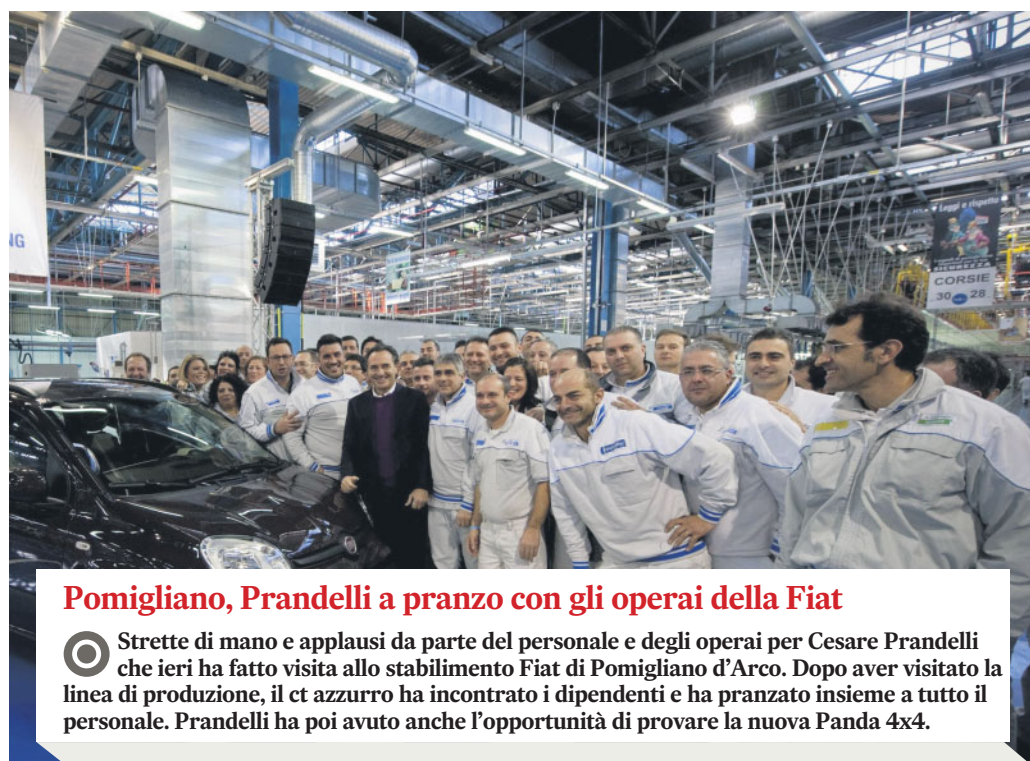 NG
Leggi e rispetta
CORSIE
30 28
Pomigliano, Prandelli a pranzo con gli operai della Fiat
Strette di mano e applausi da parte del personale e degli operai per Cesare Prandelli
che ieri ha fatto visita allo stabilimento Fiat di Pomigliano d’Arco. Dopo aver visitato la
linea di produzione, il ct azzurro ha incontrato i dipendenti e ha pranzato insieme a tutto il
personale. Prandelli ha poi avuto anche l’opportunità di provare la nuova Panda 4x4.